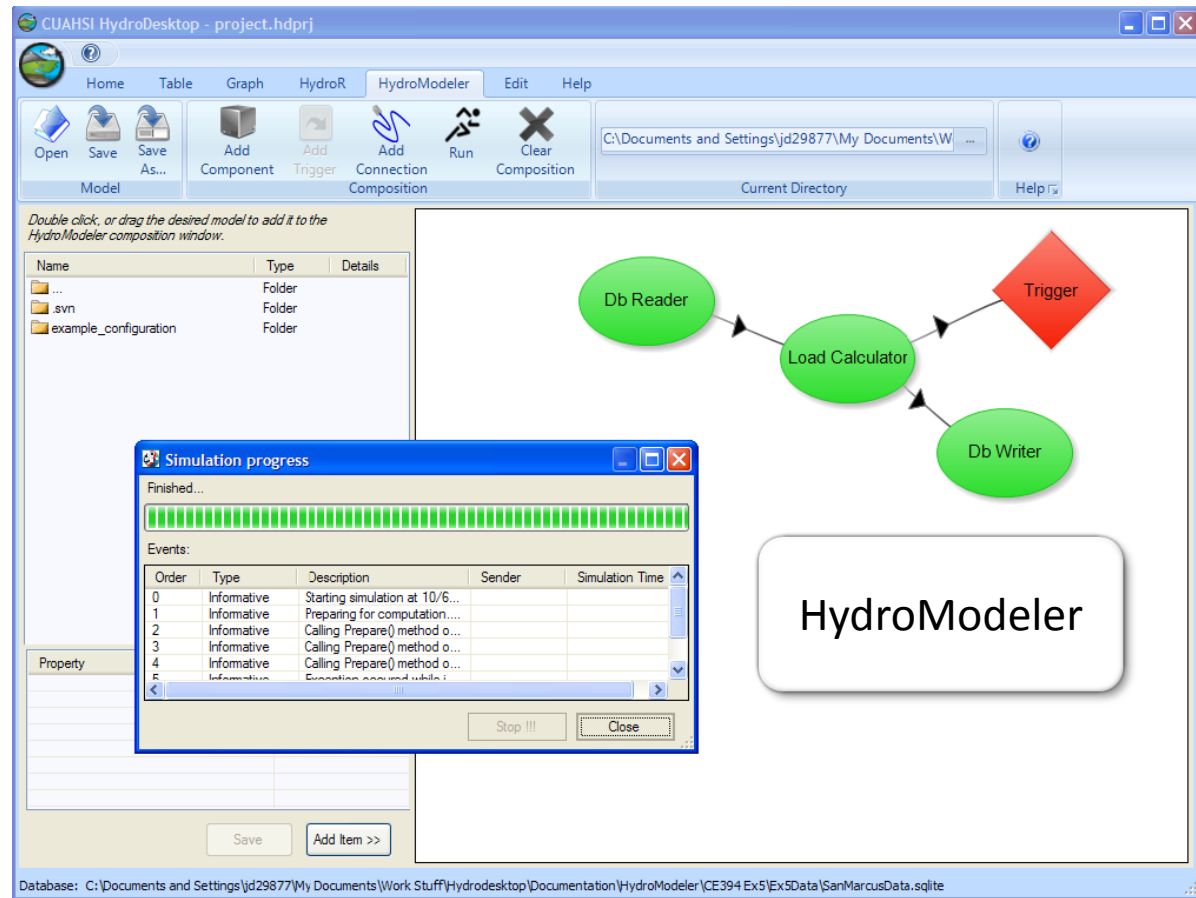 CUAHSI HydroDesktop - project.hdprj
Home Table Graph HydroR HydroModeler Edit Help
Open Save Save As... Add Component Add Trigger Add Connection Run Clear Composition C:\Documents and Settings\jd29877\My Documents\W ...
Model Composition Current Directory Help
Double click, or drag the desired model to add it to the
HydroModeler composition window.
Name Type Details
... Folder
.svn Folder
example_configuration Folder
Db Reader
Trigger
Load Calculator
Db Writer
HydroModeler
Simulation progress
Finished...
Events:
Order Type Description Sender Simulation Time
0 Informative Starting simulation at 10/6...
1 Informative Preparing for computation....
2 Informative Calling Prepare() method o...
3 Informative Calling Prepare() method o...
4 Informative Calling Prepare() method o...
5 Informative Exception occured while i...
Stop !!! Close
Property
Save Add Item >>
Database: C:\Documents and Settings\jd29877\My Documents\Work Stuff\Hydrodesktop\Documentation\HydroModeler\CE394 Ex5\Ex5Data\SanMarcusData.sqlite